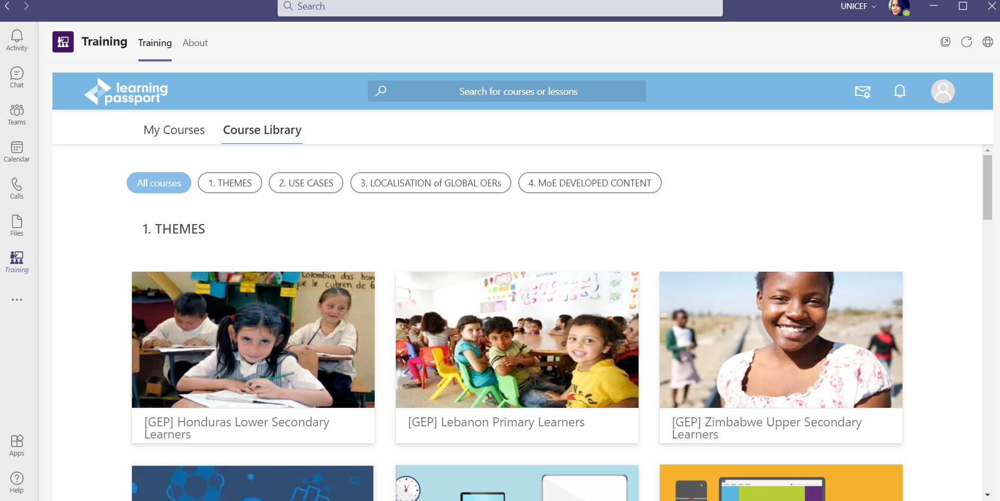 Search
UNICEF
Activity
Chat
Teams
Calendar
Calls
Files
Training
Apps
Help
Training
Training
About
learning
passport
Search for courses or lessons
My Courses
Course Library
All courses
1. THEMES
2. USE CASES
3. LOCALISATION of GLOBAL OERs
4. MoE DEVELOPED CONTENT
1. THEMES
Colombia das hom
ue le cubren de f
[GEP] Honduras Lower Secondary
Learners
[GEP] Lebanon Primary Learners
[GEP] Zimbabwe Upper Secondary
Learners